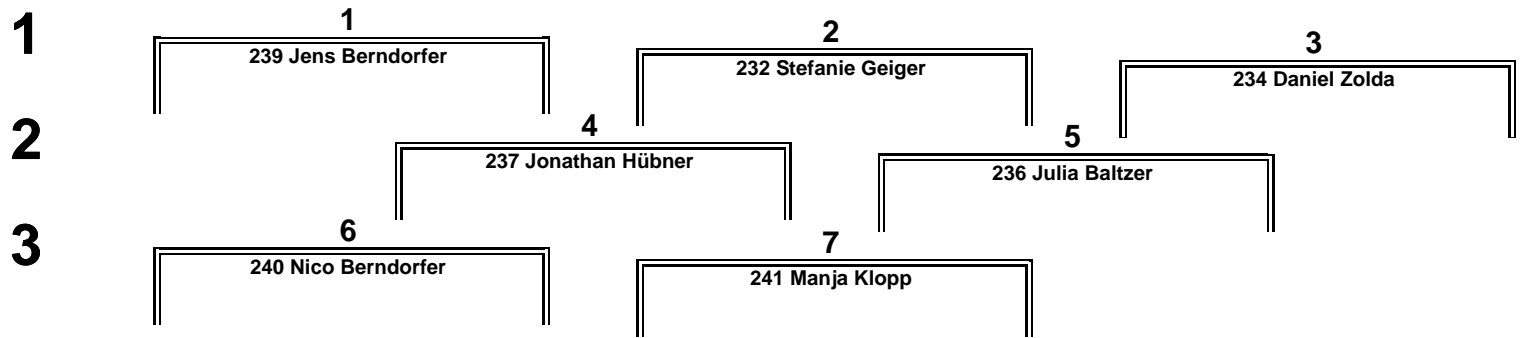 1
1
239 Jens Berndorfer
2
232 Stefanie Geiger
3
234 Daniel Zolda
2
4
237 Jonathan Hübner
5
236 Julia Baltzer
3
6
240 Nico Berndorfer
7
241 Manja Klopp